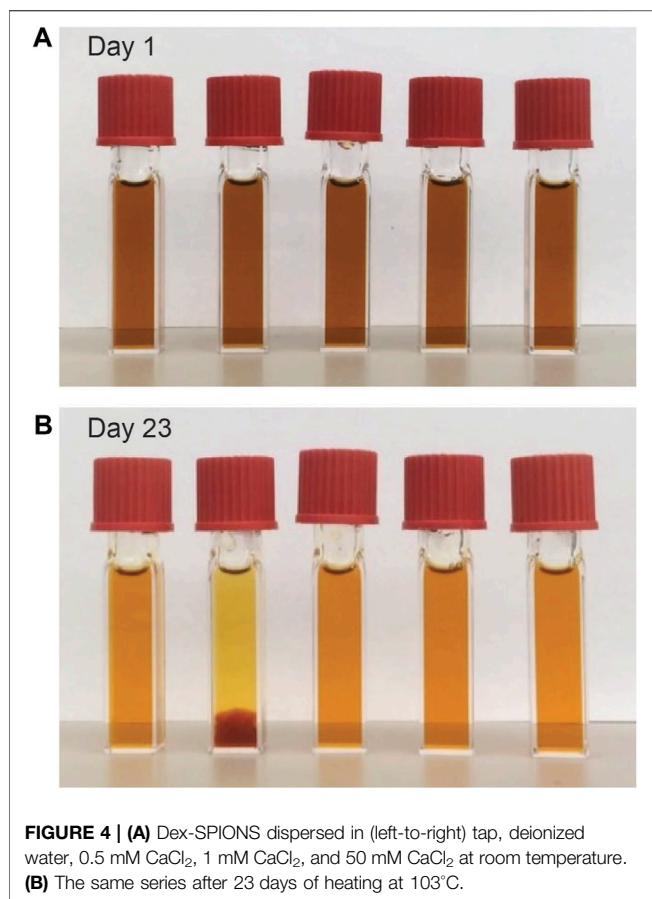 A
Day 1
B
Day 23
FIGURE 4 | (A) Dex-SPIONS dispersed in (left-to-right) tap, deionized
water, 0.5 mM CaCl₂, 1 mM CaCl₂, and 50 mM CaCl₂ at room temperature.
(B) The same series after 23 days of heating at 103°C.